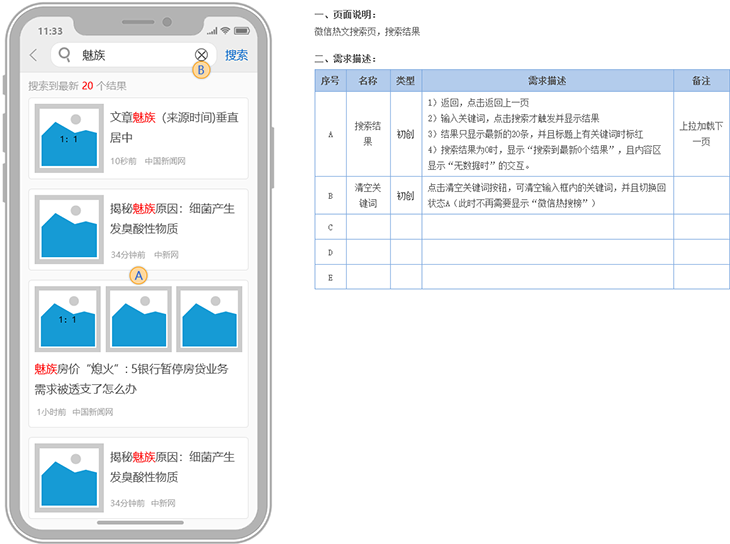 11:33
魅族
搜索
B
搜索到最新 20 个结果
1: 1
文章魅族（来源时间)垂直
居中
10秒前 中国新闻网
揭秘魅族原因：细菌产生
发臭酸性物质
34分钟前 中新网
A
1: 1
魅族房价“熄火”: 5银行暂停房贷业务
需求被透支了怎么办
1小时前 中国新闻网
揭秘魅族原因：细菌产生
发臭酸性物质
34分钟前 中新网
一、页面说明：
微信热文搜索页，搜索结果
二、需求描述：
序号 名称 类型 需求描述 备注
A 搜索结果 初创
1）返回，点击返回上一页
2）输入关键词，点击搜索才触发并显示结果
3）结果只显示最新的20条，并且标题上有关键词时标红
4）搜索结果为0时，显示“搜索到最新0个结果”，且内容区
显示“无数据时”的交互。
上拉加载下
一页
B 清空关键词 初创
点击清空关键词按钮，可清空输入框内的关键词，并且切换回
状态A（此时不再需要显示“微信热搜榜”）
C
D
E